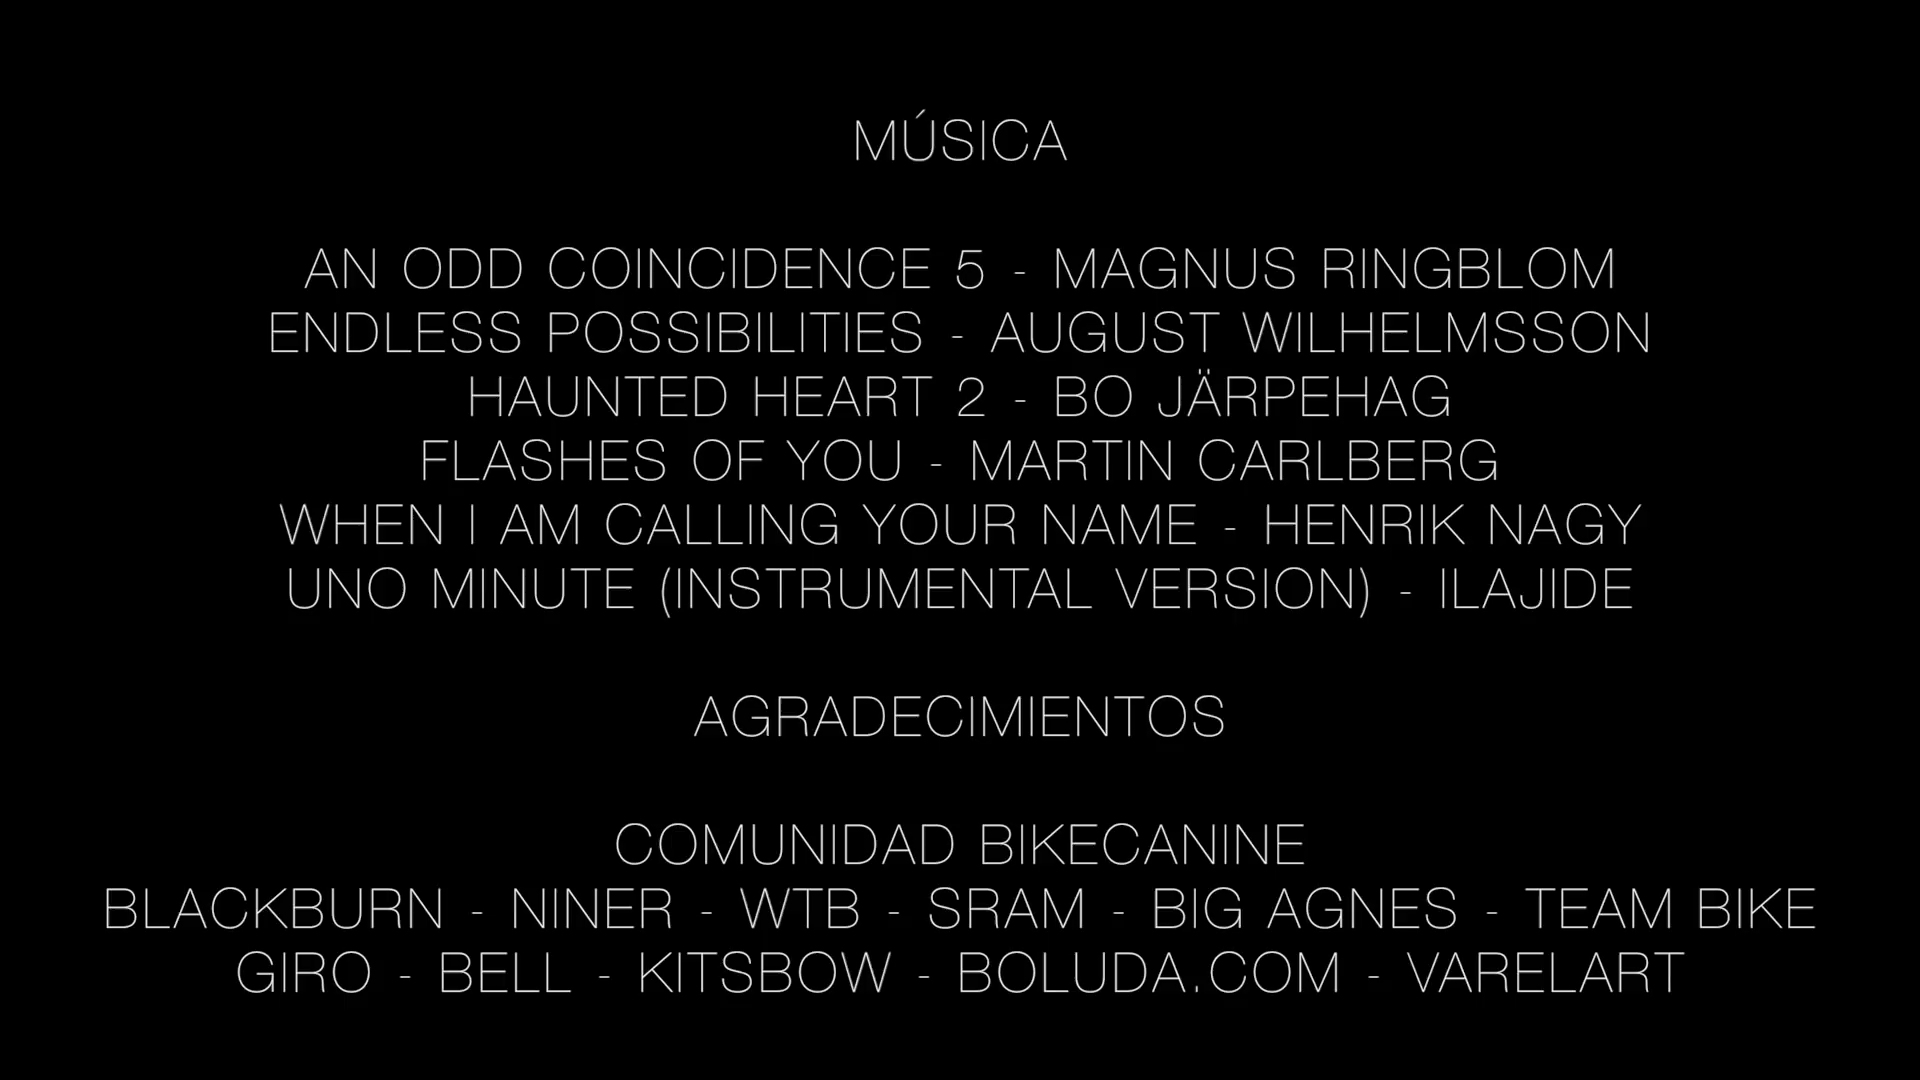 MÚSICA
AN ODD COINCIDENCE 5 - MAGNUS RINGBLOM
ENDLESS POSSIBILITIES - AUGUST WILHELMSSON
HAUNTED HEART 2 - BO JÄRPEHAG
FLASHES OF YOU - MARTIN CARLBERG
WHEN I AM CALLING YOUR NAME - HENRIK NAGY
UNO MINUTE (INSTRUMENTAL VERSION) - ILAJIDE
AGRADECIMIENTOS
COMUNIDAD BIKECANINE
BLACKBURN - NINER - WTB - SRAM - BIG AGNES - TEAM BIKE
GIRO - BELL - KITSBOW - BOLUDA.COM - VARELART